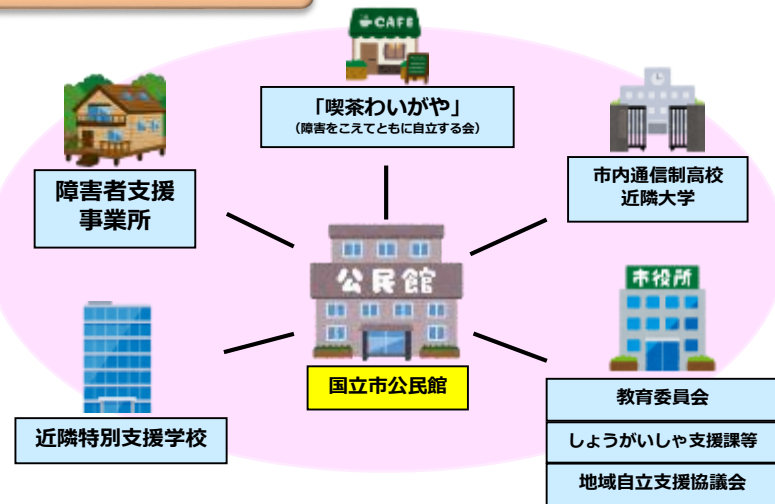 CAFE
「喫茶わいがや」
（障害をこえてともに自立する会）
障害者支援
事業所
市内通信制高校
近隣大学
公民館
国立市公民館
市役所
教育委員会
しょうがいしゃ支援課等
地域自立支援協議会
近隣特別支援学校